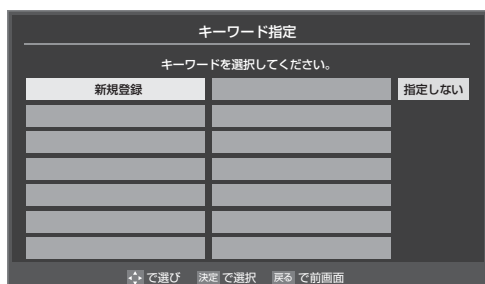 キーワード指定
キーワードを選択してください。
新規登録 指定しない
で選び 決定 で選択 戻る で前画面